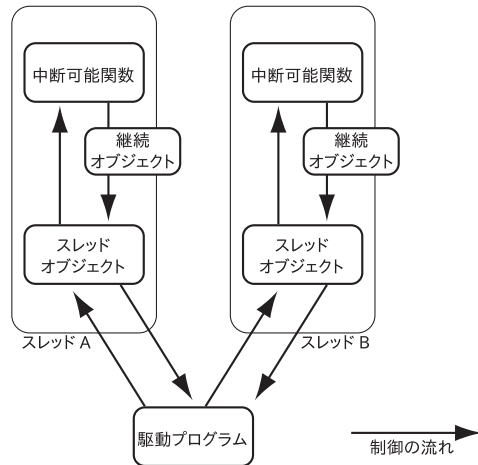 中断可能関数
継続
オブジェクト
スレッド
オブジェクト
スレッド A
中断可能関数
継続
オブジェクト
スレッド
オブジェクト
スレッド B
駆動プログラム
制御の流れ